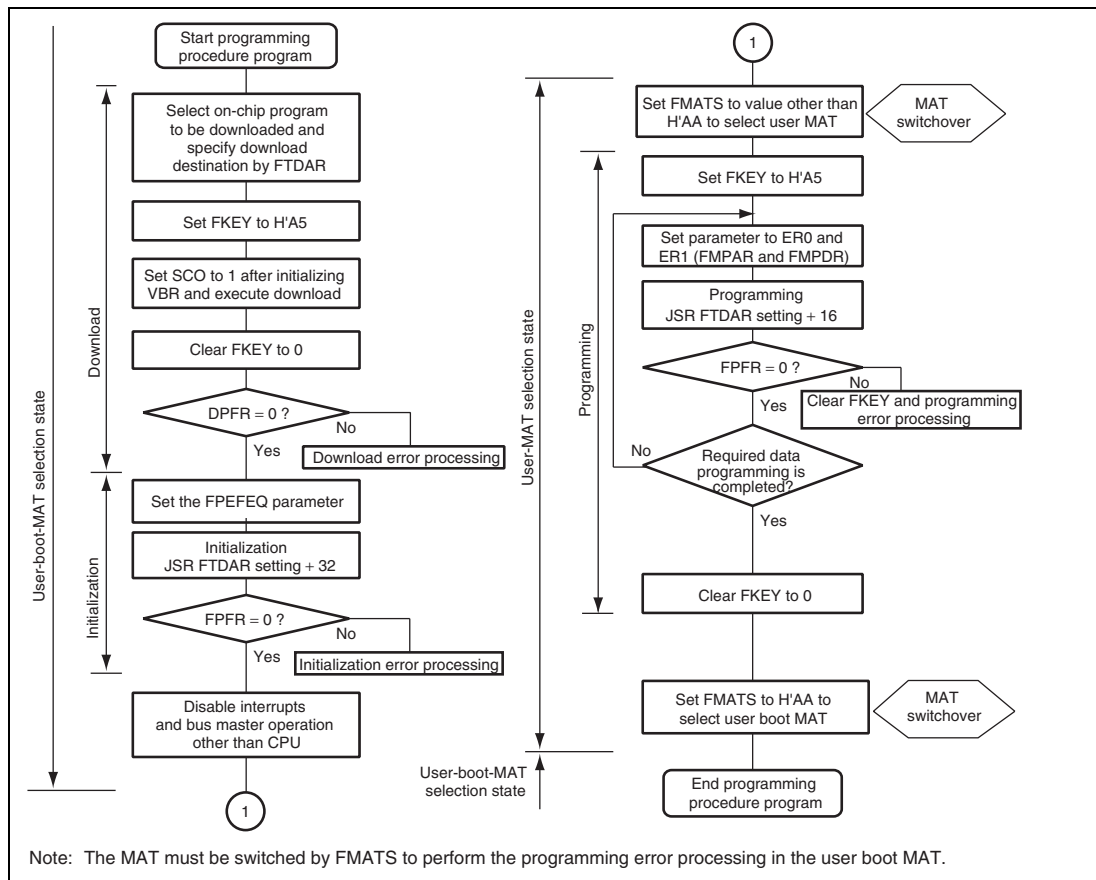 Start programming
procedure program
Select on-chip program
to be downloaded and
specify download
destination by FTDAR
Set FKEY to H'A5
Set SCO to 1 after initializing
VBR and execute download
Clear FKEY to 0
DPFR = 0 ?
No
Yes
Download error processing
Set the FPEFEQ parameter
Initialization
JSR FTDAR setting + 32
FPFR = 0 ?
No
Yes
Initialization error processing
Disable interrupts
and bus master operation
other than CPU
1
Download
Initialization
User-boot-MAT selection state
1
Set FMATS to value other than
H'AA to select user MAT
MAT
switchover
Set FKEY to H'A5
Set parameter to ER0 and
ER1 (FMPAR and FMPDR)
Programming
JSR FTDAR setting + 16
FPFR = 0 ?
No
Yes
Clear FKEY and programming
error processing
No
Required data
programming is
completed?
Yes
Clear FKEY to 0
Set FMATS to H'AA to
select user boot MAT
MAT
switchover
End programming
procedure program
Programming
User-MAT selection state
User-boot-MAT
selection state
Note: The MAT must be switched by FMATS to perform the programming error processing in the user boot MAT.